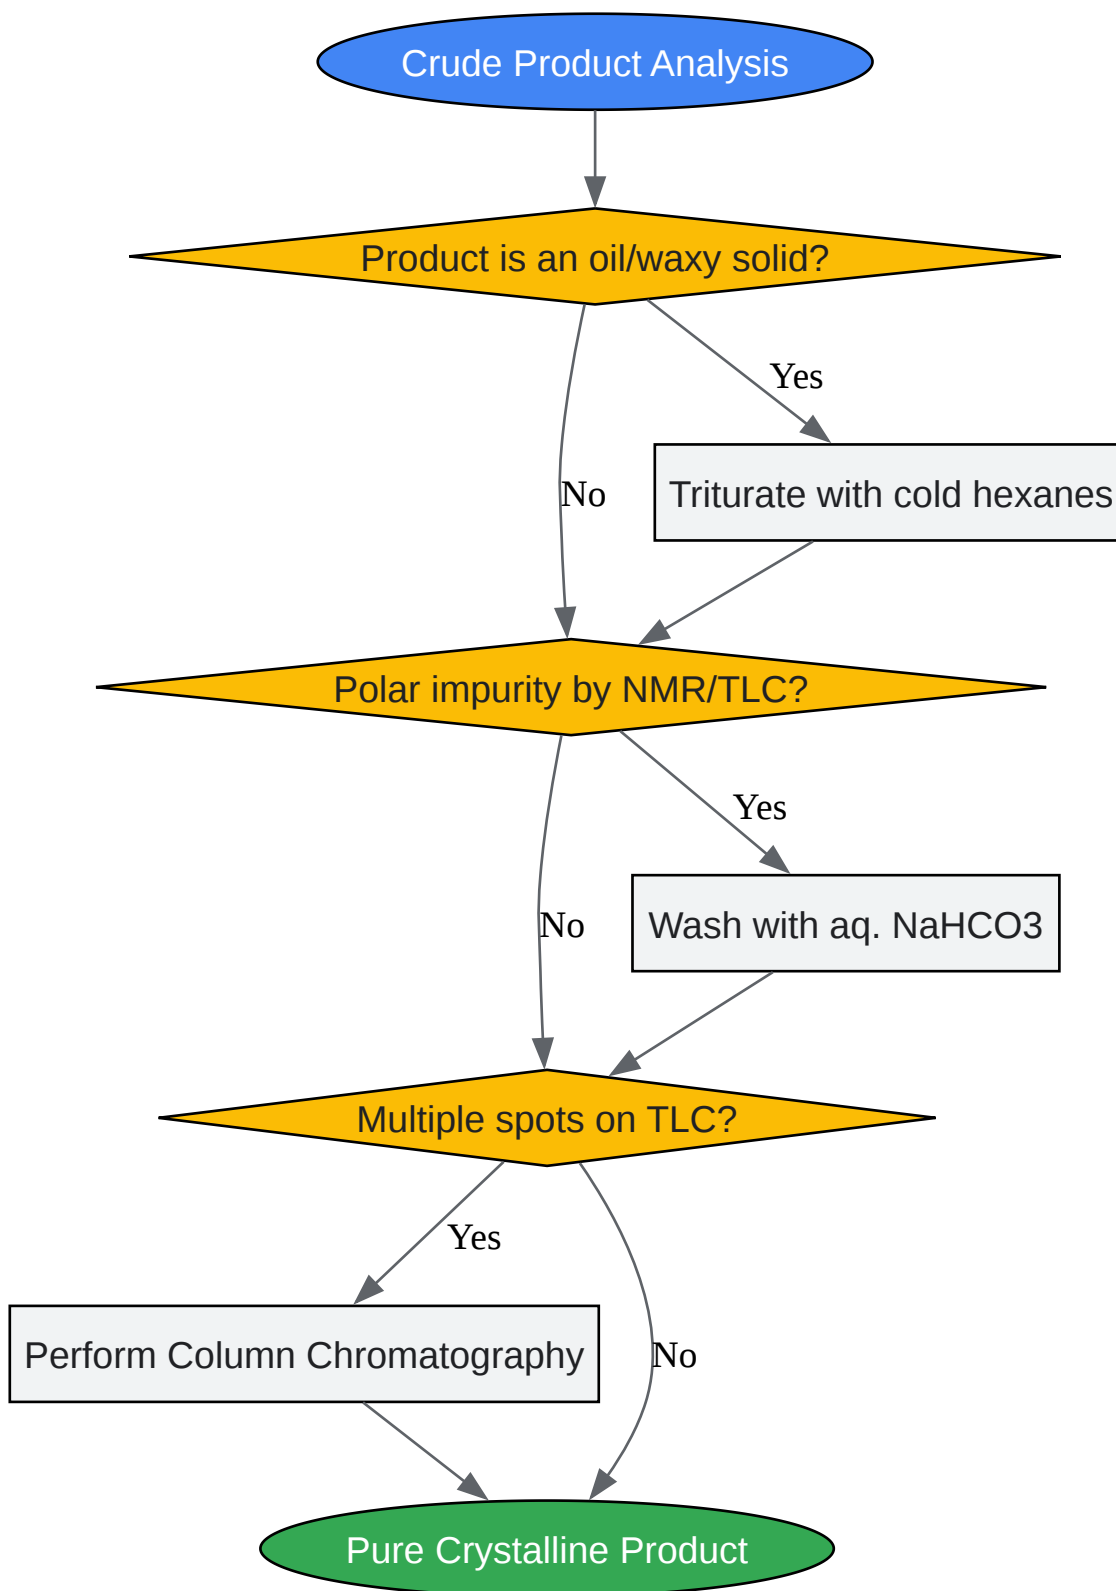 Crude Product Analysis
Product is an oil/waxy solid?
Yes
No
Triturate with cold hexanes
Polar impurity by NMR/TLC?
Yes
No
Wash with aq. NaHCO3
Multiple spots on TLC?
Yes
Perform Column Chromatography
No
Pure Crystalline Product